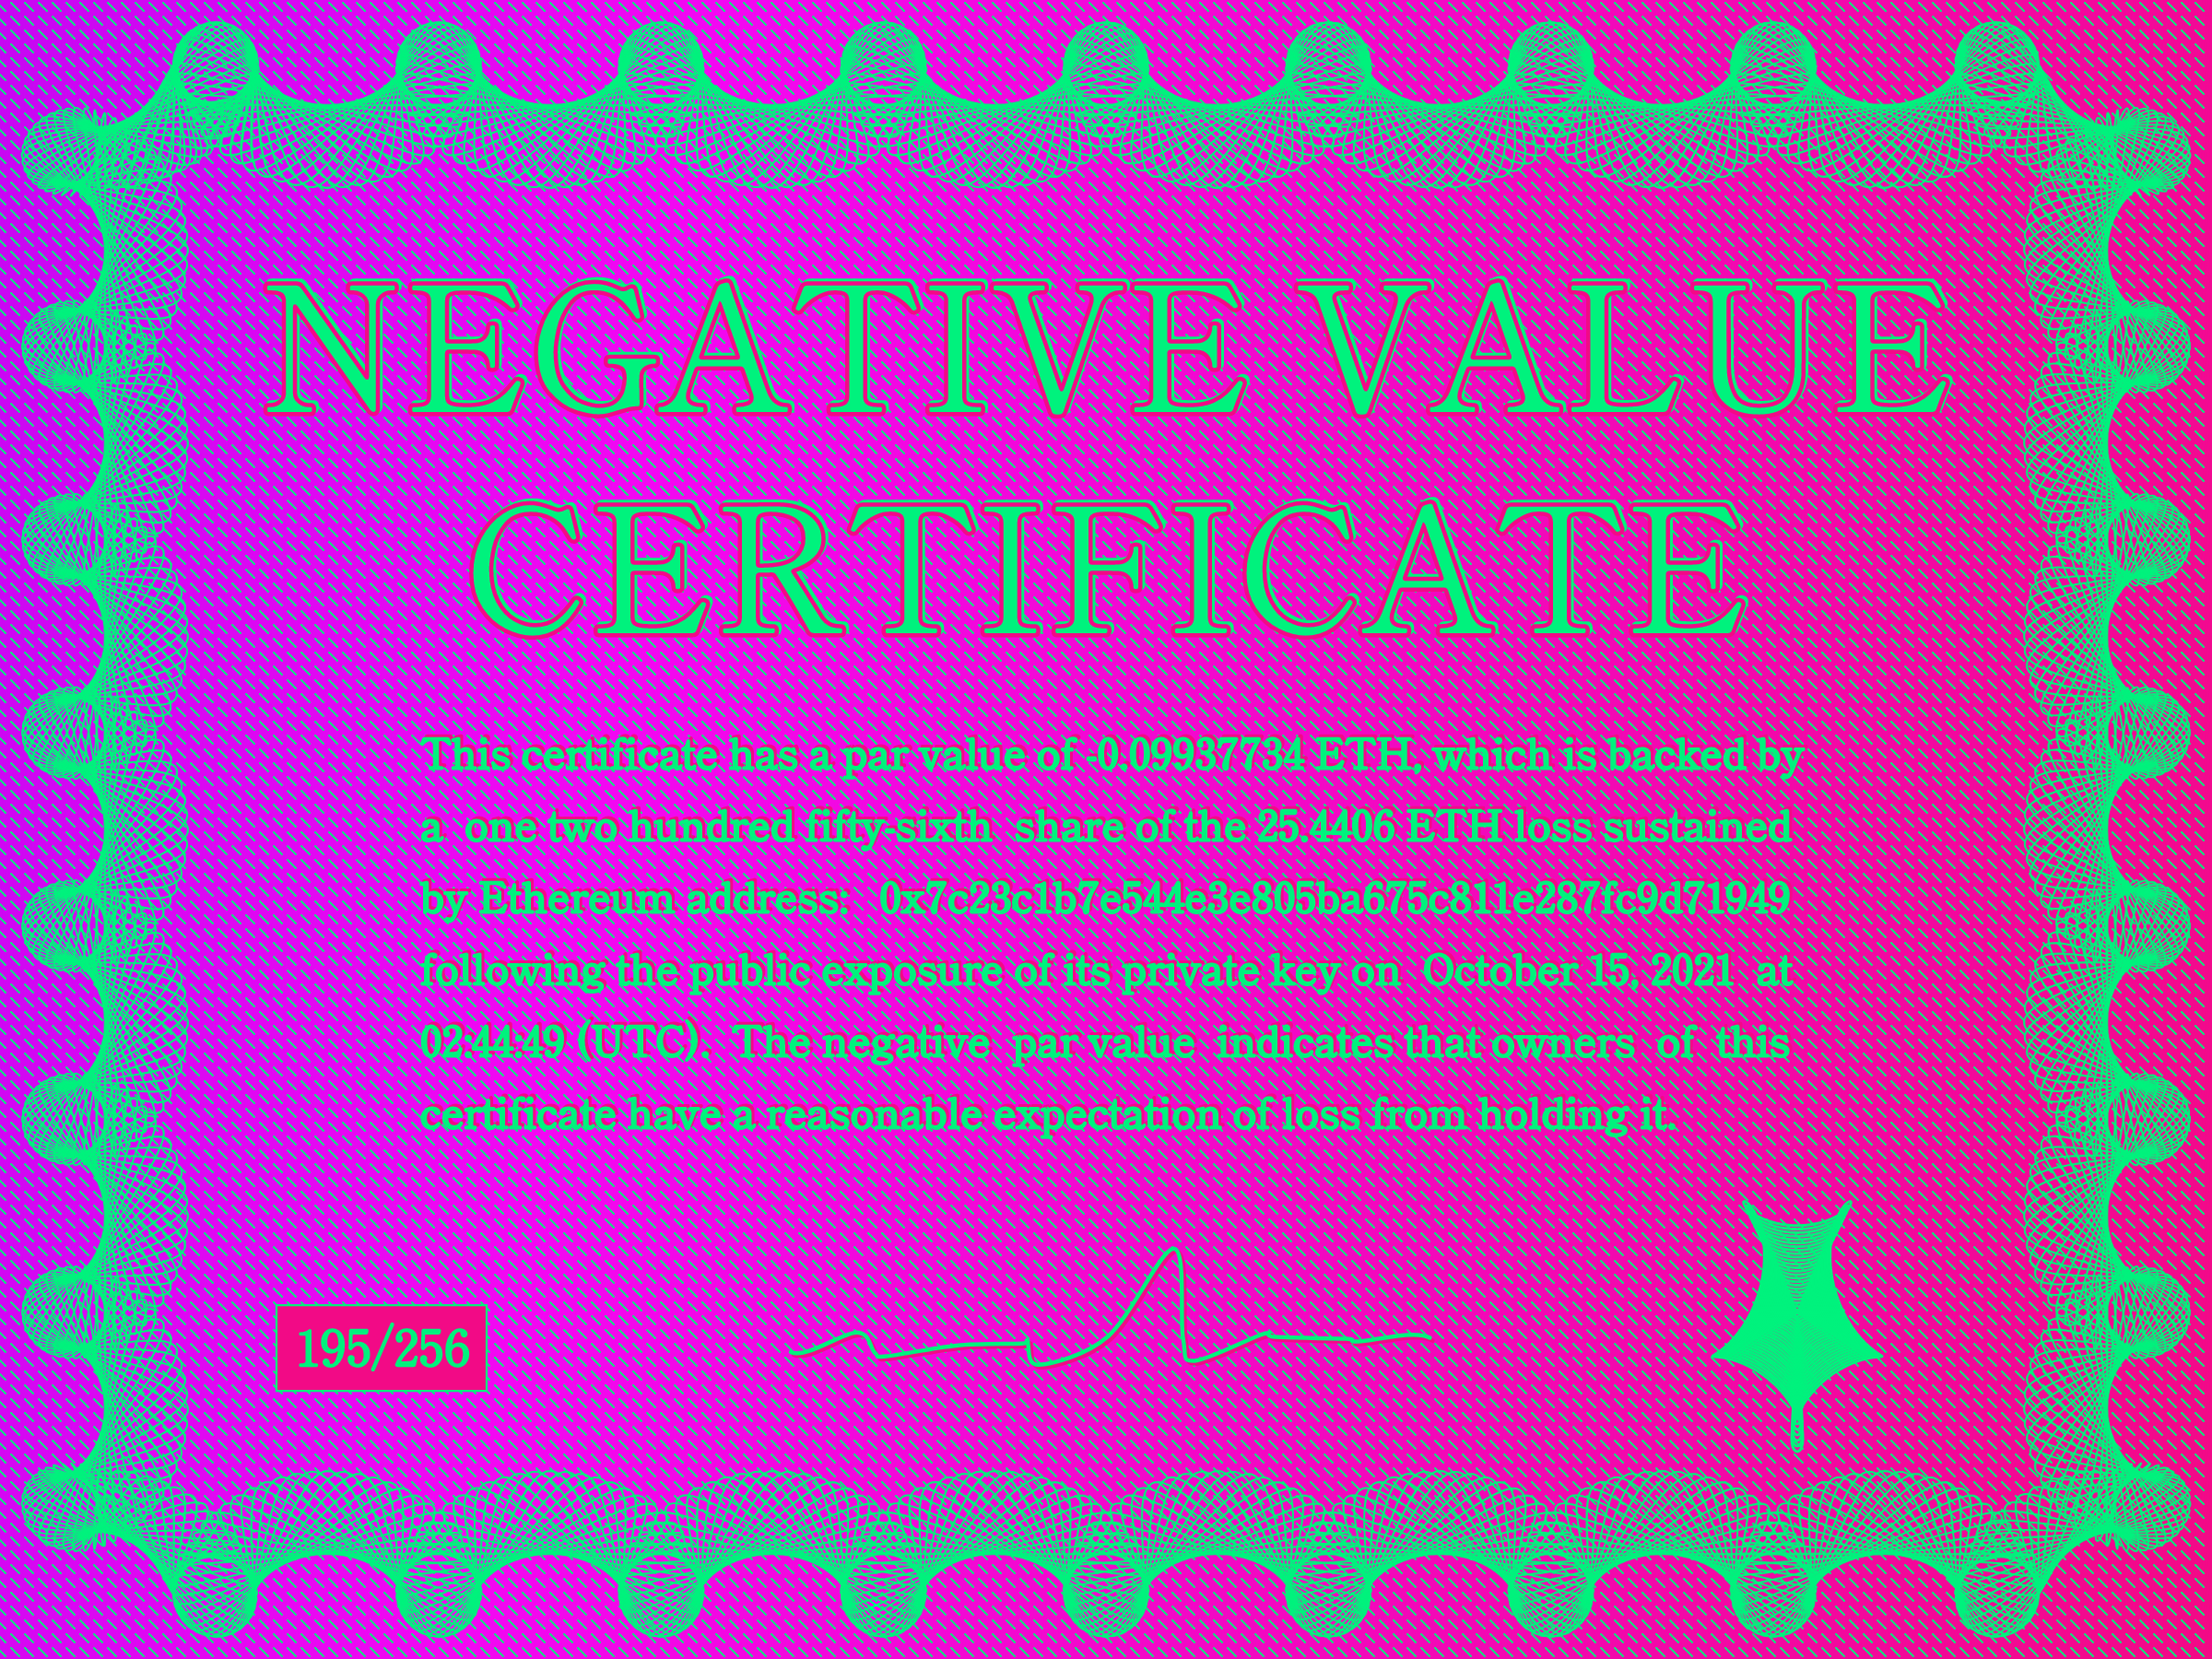 NEGATIVE VALUE
CERTIFICATE
This certificate has a par value of -0.09937734 ETH, which is backed by
a one two hundred fifty-sixth share of the 25.4406 ETH loss sustained
by Ethereum address: 0x7c23c1b7e544e3e805ba675c811e287fc9d71949
following the public exposure of its private key on October 15, 2021 at
02:44:49 (UTC). The negative par value indicates that owners of this
certificate have a reasonable expectation of loss from holding it.
195/256